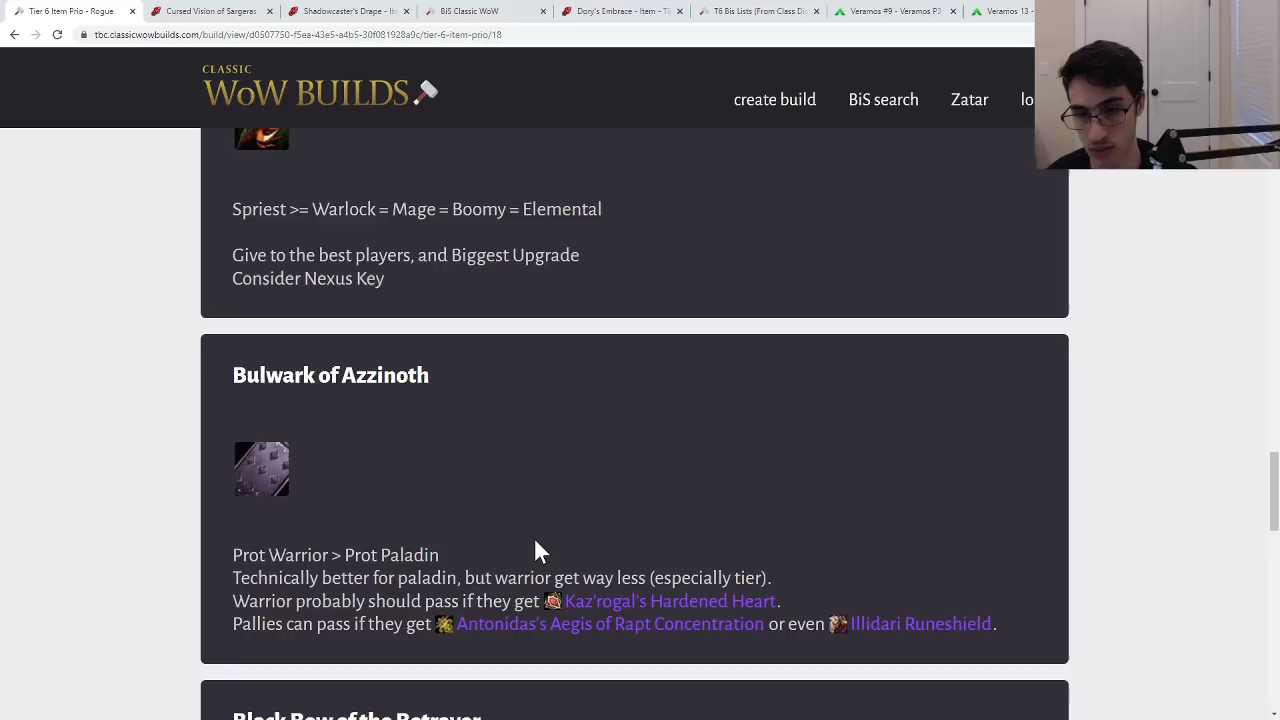 Tier 6 Item Prio - Rogue
Cursed Vision of Sargeras
Shadowcaster's Drape - Ite
BiS Classic WoW
Dory's Embrace - Item - TB
T6 Bis Lists (From Class Dis
Veramos #9 - Veramos P3
Veramos 13 -
tbc.classicwowbuilds.com/build/view/d0507750-f5ea-43e5-a4b5-30f081928a9c/tier-6-item-prio/18
CLASSIC
WoW BUILDS
create build
BiS search
Zatar
lo
Spriest >= Warlock = Mage = Boomy = Elemental
Give to the best players, and Biggest Upgrade
Consider Nexus Key
Bulwark of Azzinoth
Prot Warrior > Prot Paladin
Technically better for paladin, but warrior get way less (especially tier).
Warrior probably should pass if they get Kaz'rogal's Hardened Heart.
Pallies can pass if they get Antonidas's Aegis of Rapt Concentration or even Illidari Runeshield.
Black Bow of the Betrayer